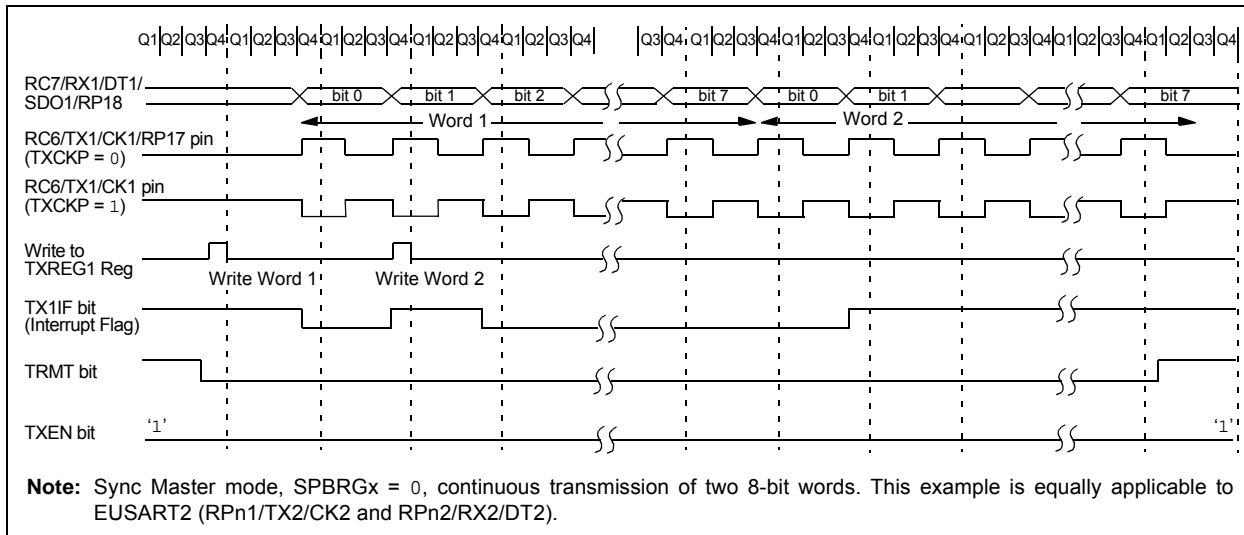 Q1 Q2 Q3 Q4 Q1 Q2 Q3 Q4 Q1 Q2 Q3 Q4 Q1 Q2 Q3 Q4 Q1 Q2 Q3 Q4 Q3 Q4 Q1 Q2 Q3 Q4 Q1 Q2 Q3 Q4 Q1 Q2 Q3 Q4 Q1 Q2 Q3 Q4 Q1 Q2 Q3 Q4 Q1 Q2 Q3 Q4
RC7/RX1/DT1/
SDO1/RP18
bit 0 bit 1 bit 2 bit 7 bit 0 bit 1 bit 7
Word 1 Word 2
RC6/TX1/CK1/RP17 pin
(TXCKP = 0)
RC6/TX1/CK1 pin
(TXCKP = 1)
Write to
TXREG1 Reg
Write Word 1 Write Word 2
TX1IF bit
(Interrupt Flag)
TRMT bit
TXEN bit
‘1’ ‘1’
Note: Sync Master mode, SPBRGx = 0, continuous transmission of two 8-bit words. This example is equally applicable to
EUSART2 (RPn1/TX2/CK2 and RPn2/RX2/DT2).